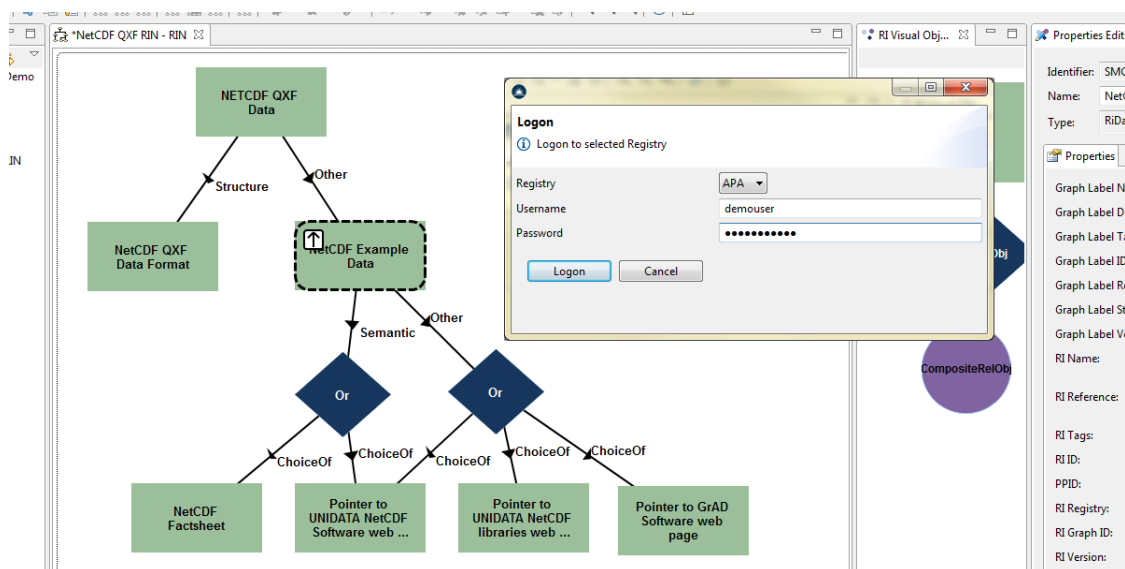 *NetCDF QXF RIN - RIN
RI Visual Obj...
Properties Edit
Demo
IN
NETCDF QXF
Data
Structure
Other
NetCDF QXF
Data Format
NetCDF Example
Data
Semantic
Other
Or
Or
ChoiceOf
ChoiceOf
ChoiceOf
ChoiceOf
ChoiceOf
NetCDF
Factsheet
Pointer to
UNIDATA NetCDF
Software web ...
Pointer to
UNIDATA NetCDF
libraries web ...
Pointer to GrAD
Software web
page
Logon
Logon to selected Registry
Registry
APA
Username
demouser
Password
•••••••••••
Logon
Cancel
Obj
CompositeRelObj
Identifier:
Name:
Type:
Properties
Graph Label N
Graph Label D
Graph Label Ta
Graph Label ID
Graph Label Re
Graph Label St
Graph Label Ve
RI Name:
RI Reference:
RI Tags:
RI ID:
PPID:
RI Registry:
RI Graph ID:
RI Version: